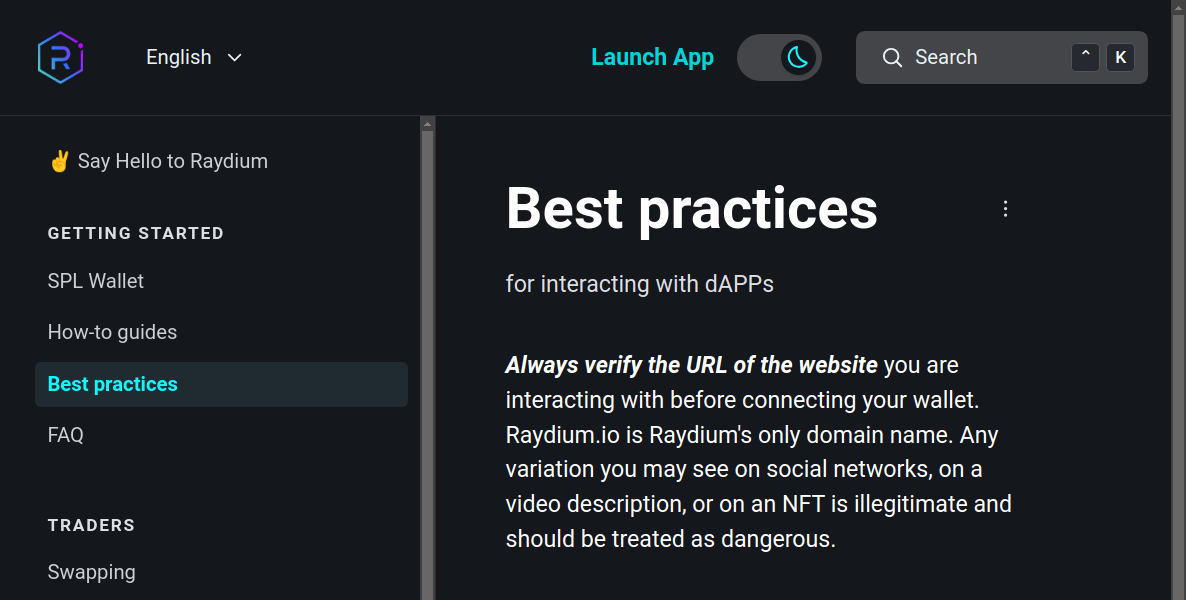 English
Launch App
Search
^ K
✌️ Say Hello to Raydium
GETTING STARTED
SPL Wallet
How-to guides
Best practices
FAQ
TRADERS
Swapping
Best practices
for interacting with dAPPs
Always verify the URL of the website you are
interacting with before connecting your wallet.
Raydium.io is Raydium's only domain name. Any
variation you may see on social networks, on a
video description, or on an NFT is illegitimate and
should be treated as dangerous.